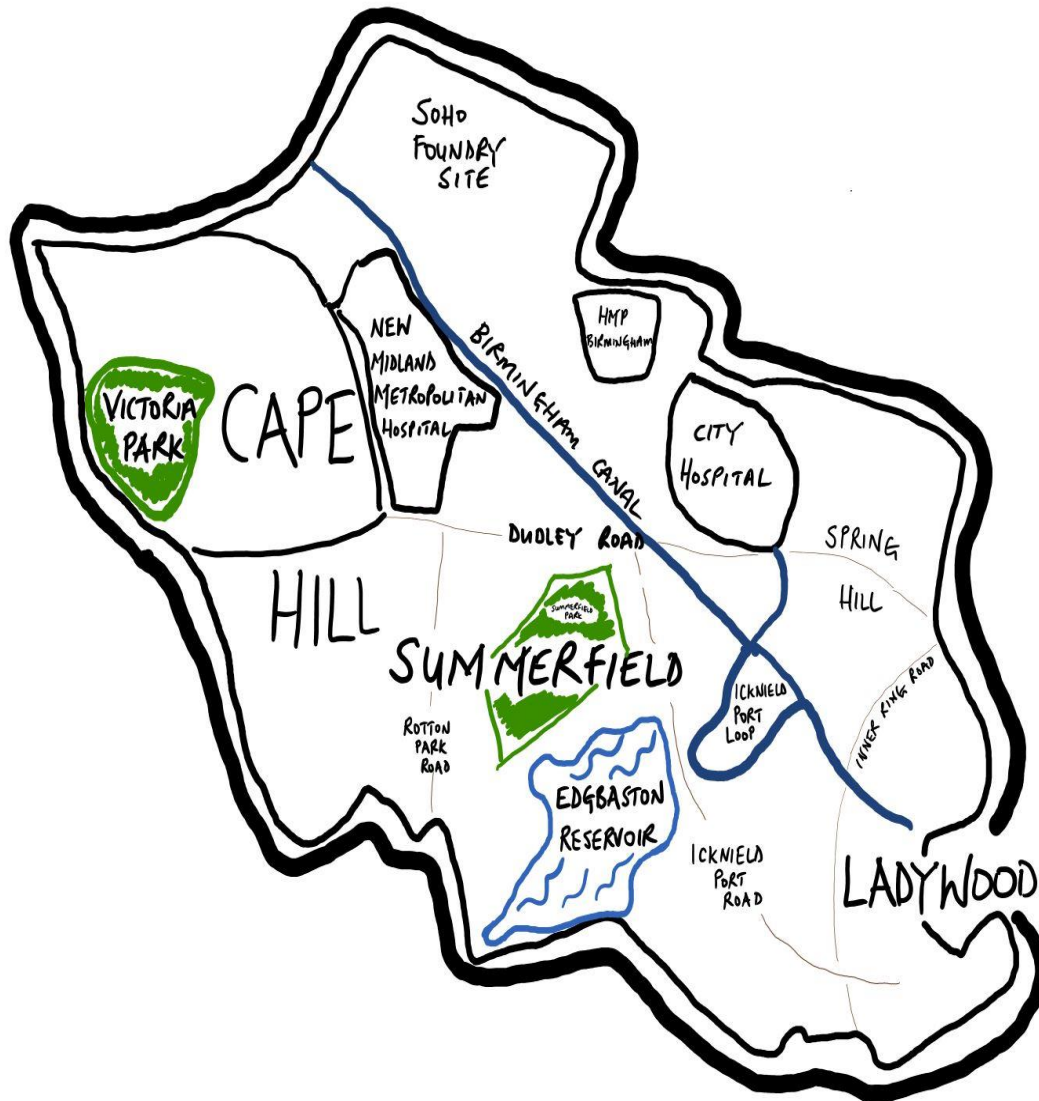 SOHO
FOUNDRY
SITE
HMP
BIRMINGHAM
NEW
MIDLAND
METROPOLITAN
HOSPITAL
BIRMINGHAM CANAL
VICTORIA
PARK
CAPE
HILL
CITY
HOSPITAL
DUDLEY ROAD
SPRING
HILL
SUMMERFIELD
PARK
SUMMERFIELD
ICKNIELD
PORT
LOOP
INNER RING ROAD
ROTTON
PARK
ROAD
EDGBASTON
RESERVOIR
ICKNIELD
PORT
ROAD
LADYWOOD